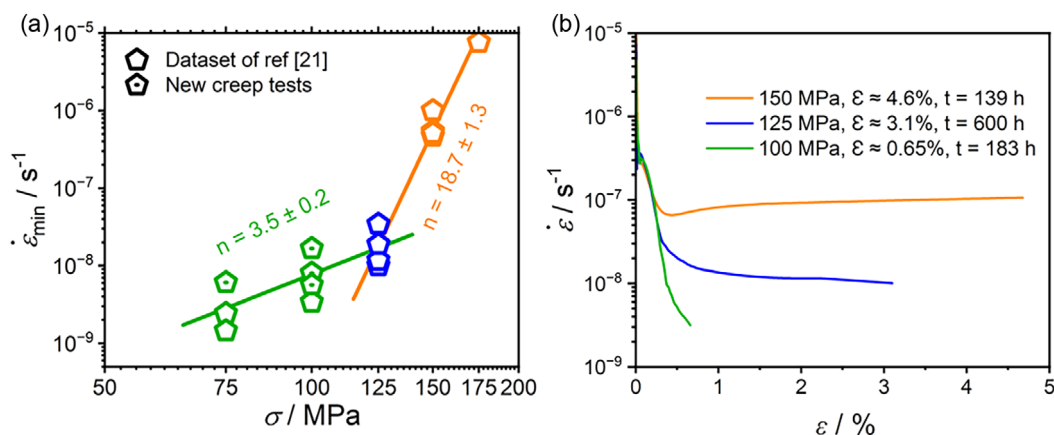 (a)
10⁻⁵
10⁻⁶
10⁻⁷
10⁻⁸
10⁻⁹
ε̇min / s⁻¹
Dataset of ref [21]
New creep tests
n = 3.5 ± 0.2
n = 18.7 ± 1.3
50
75
100
125
150
175
200
σ / MPa
(b)
10⁻⁵
10⁻⁶
10⁻⁷
10⁻⁸
10⁻⁹
ε̇ / s⁻¹
150 MPa, Ɛ ≈ 4.6%, t = 139 h
125 MPa, Ɛ ≈ 3.1%, t = 600 h
100 MPa, Ɛ ≈ 0.65%, t = 183 h
0
1
2
3
4
5
ε / %